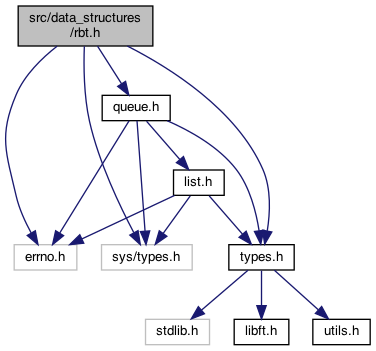 src/data_structures
/rbt.h
queue.h
list.h
errno.h
sys/types.h
types.h
stdlib.h
libft.h
utils.h